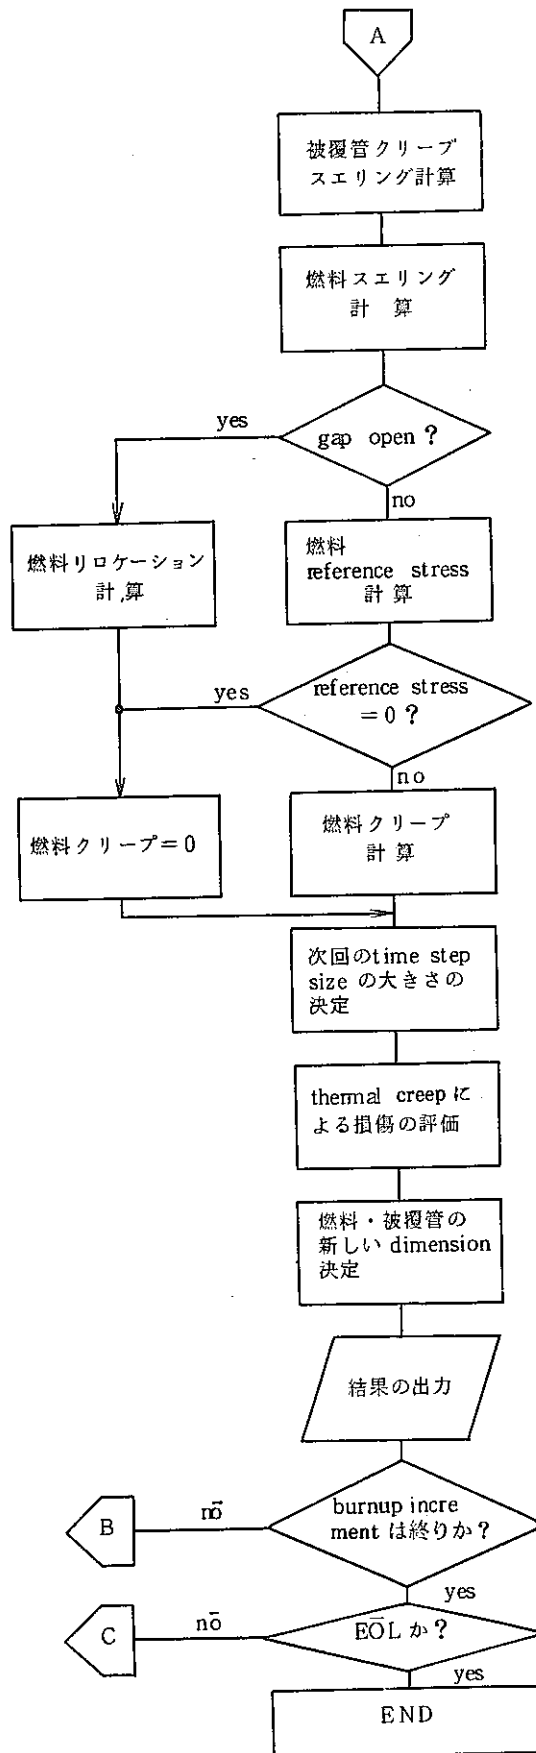 A
被覆管クリープ
スエリング計算
燃料スエリング
計 算
yes
gap open ?
no
燃料リロケーション
計算
燃料
reference stress
計 算
yes
reference stress
= 0 ?
no
燃料クリープ=0
燃料クリープ
計 算
次回のtime step
size の大きさの
決定
thermal creep に
よる損傷の評価
燃料・被覆管の
新しい dimension
決定
結果の出力
B
no
burnup incre
ment は終りか?
yes
C
no
EOL か?
yes
END